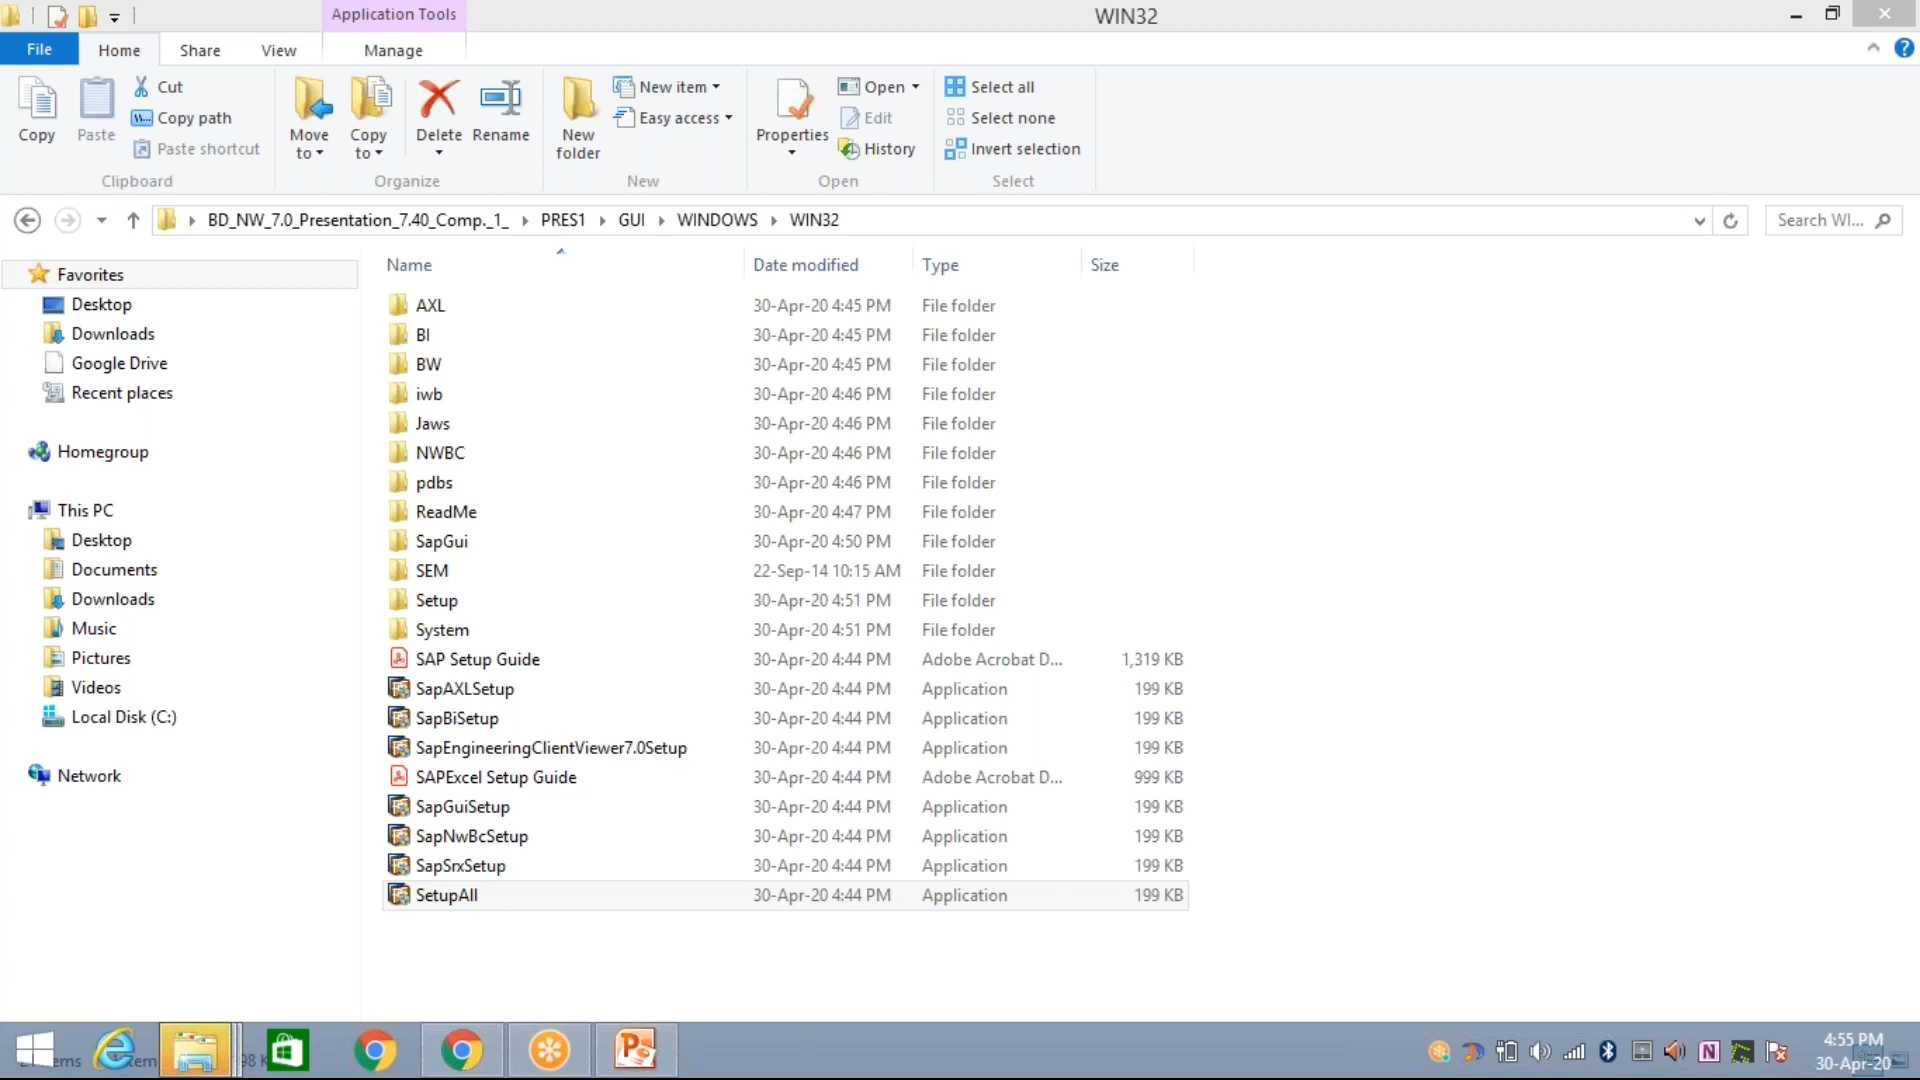 Application Tools
WIN32
File Home Share View Manage
Copy
Paste
Cut
Copy path
Paste shortcut
Clipboard
Move to
Copy to
Delete
Rename
Organize
New folder
New item
Easy access
New
Properties
Open
Edit
History
Open
Select all
Select none
Invert selection
Select
BD_NW_7.0_Presentation_7.40_Comp._1_ PRES1 GUI WINDOWS WIN32
Search WI...
Favorites
Desktop
Downloads
Google Drive
Recent places
Homegroup
This PC
Desktop
Documents
Downloads
Music
Pictures
Videos
Local Disk (C:)
Network
Name Date modified Type Size
AXL 30-Apr-20 4:45 PM File folder
BI 30-Apr-20 4:45 PM File folder
BW 30-Apr-20 4:45 PM File folder
iwb 30-Apr-20 4:46 PM File folder
Jaws 30-Apr-20 4:46 PM File folder
NWBC 30-Apr-20 4:46 PM File folder
pdbs 30-Apr-20 4:46 PM File folder
ReadMe 30-Apr-20 4:47 PM File folder
SapGui 30-Apr-20 4:50 PM File folder
SEM 22-Sep-14 10:15 AM File folder
Setup 30-Apr-20 4:51 PM File folder
System 30-Apr-20 4:51 PM File folder
SAP Setup Guide 30-Apr-20 4:44 PM Adobe Acrobat D... 1,319 KB
SapAXLSetup 30-Apr-20 4:44 PM Application 199 KB
SapBiSetup 30-Apr-20 4:44 PM Application 199 KB
SapEngineeringClientViewer7.0Setup 30-Apr-20 4:44 PM Application 199 KB
SAPExcel Setup Guide 30-Apr-20 4:44 PM Adobe Acrobat D... 999 KB
SapGuiSetup 30-Apr-20 4:44 PM Application 199 KB
SapNwBcSetup 30-Apr-20 4:44 PM Application 199 KB
SapSrxSetup 30-Apr-20 4:44 PM Application 199 KB
SetupAll 30-Apr-20 4:44 PM Application 199 KB
4:55 PM
30-Apr-20